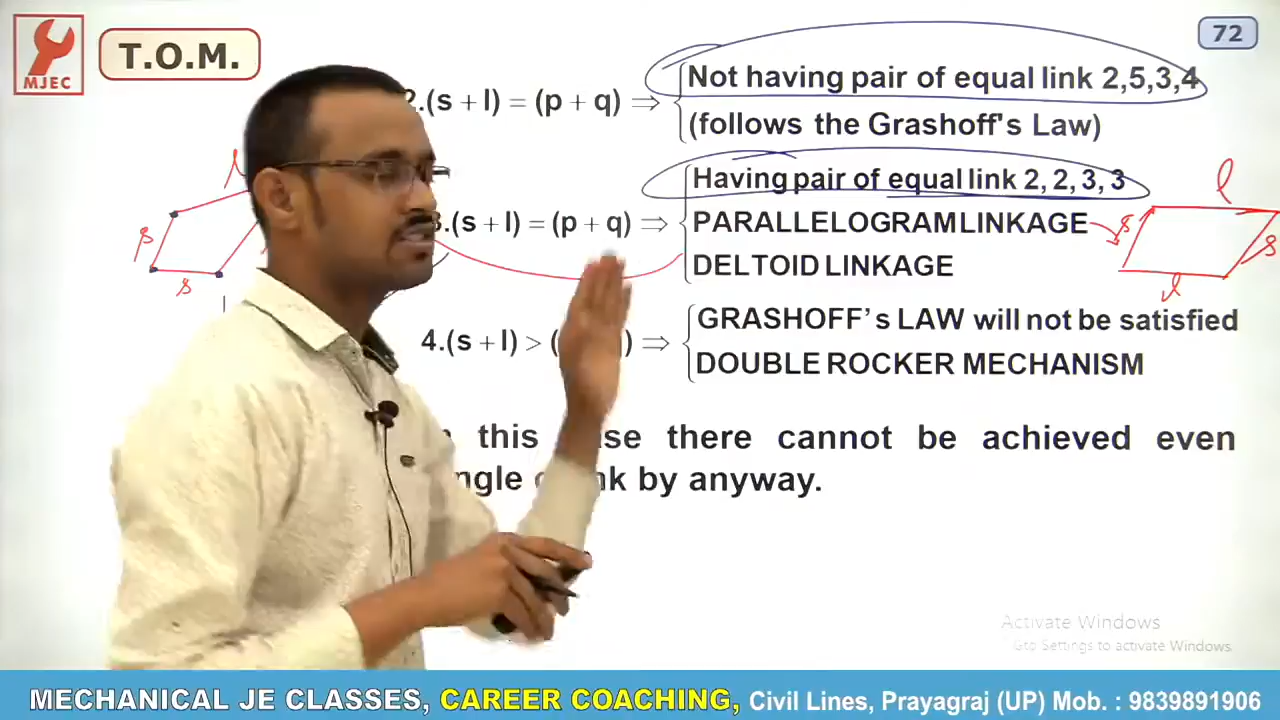 MJEC
T.O.M.
72
2.(s + l) = (p + q) ⇒ Not having pair of equal link 2,5,3,4
(follows the Grashoff's Law)
3.(s + l) = (p + q) ⇒ Having pair of equal link 2, 2, 3, 3
PARALLELOGRAM LINKAGE
DELTOID LINKAGE
4.(s + l) > ( ) ⇒ GRASHOFF's LAW will not be satisfied
DOUBLE ROCKER MECHANISM
l
s
s
l
s
this there cannot be achieved even
by anyway.
Activate Windows
Go to Settings to activate Windows.
MECHANICAL JE CLASSES, CAREER COACHING, Civil Lines, Prayagraj (UP) Mob. : 9839891906